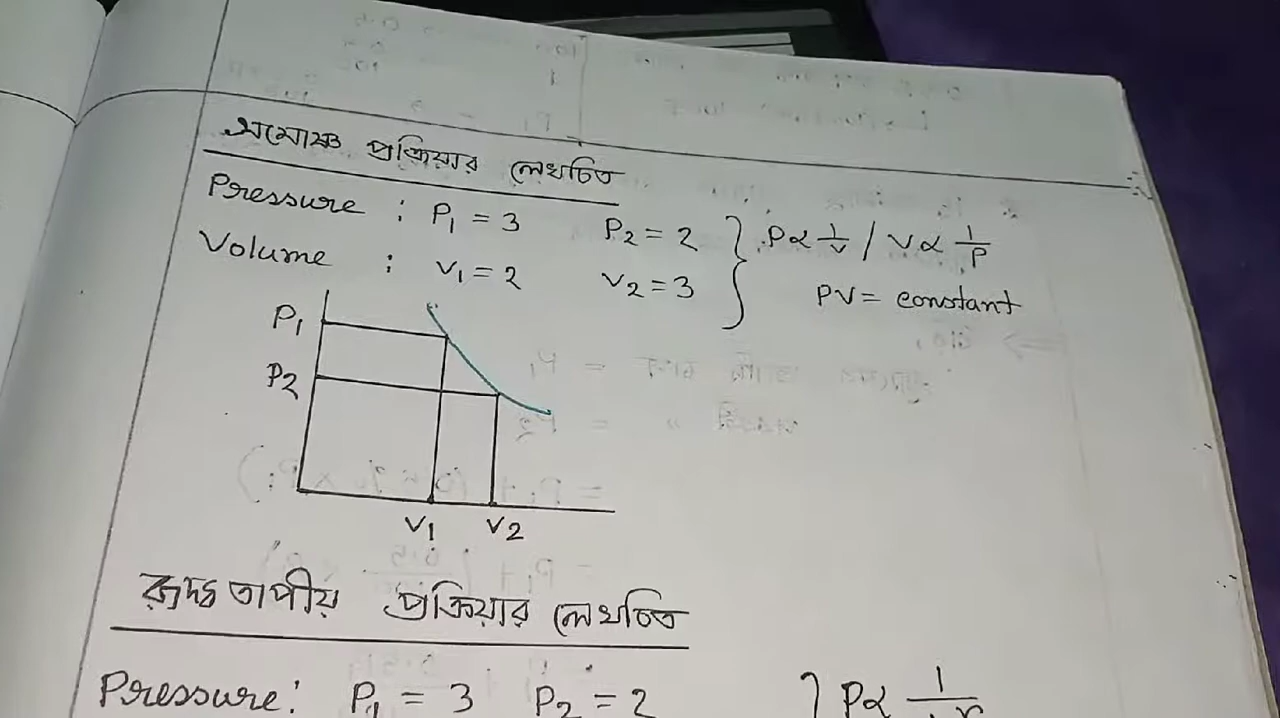 সমোষ্ণ প্রক্রিয়ার লেখচিত্র
Pressure : P₁ = 3 P₂ = 2 } P∝ 1/V / V∝ 1/P
Volume : V₁ = 2 V₂ = 3 PV = constant
P₁
P₂
V₁ V₂
রুদ্ধতাপীয় প্রক্রিয়ার লেখচিত্র
Pressure: P₁ = 3 P₂ = 2 } P∝ 1/